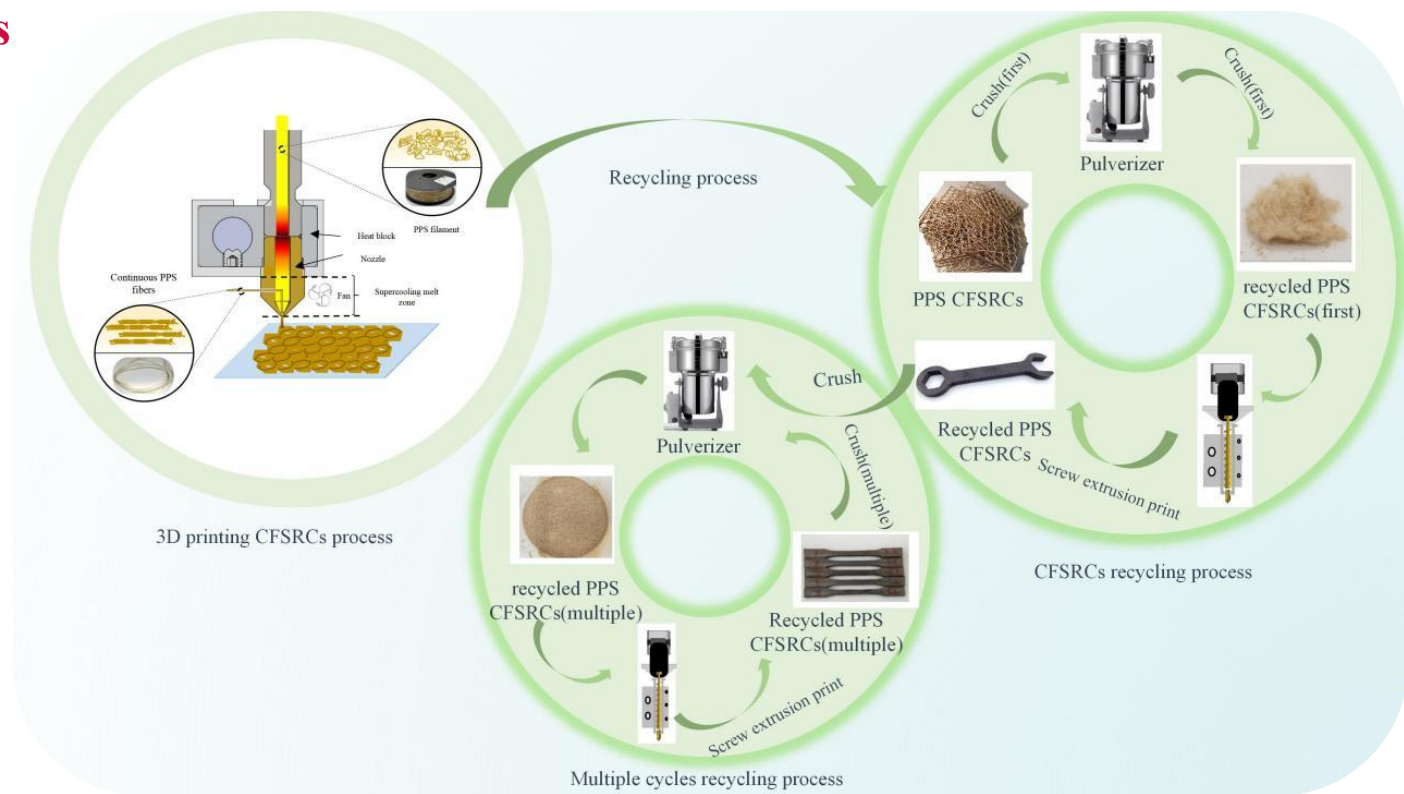 s
PPS filament
Heat block
Nozzle
Continuous PPS
fibers
Fan
Supercooling melt
zone
3D printing CFSRCs process
Recycling process
Crush(first)
Crush(first)
Pulverizer
PPS CFSRCs
recycled PPS
CFSRCs(first)
Recycled PPS
CFSRCs
Screw extrusion print
CFSRCs recycling process
Crush
Pulverizer
Crush(multiple)
recycled PPS
CFSRCs(multiple)
Recycled PPS
CFSRCs(multiple)
Screw extrusion print
Multiple cycles recycling process